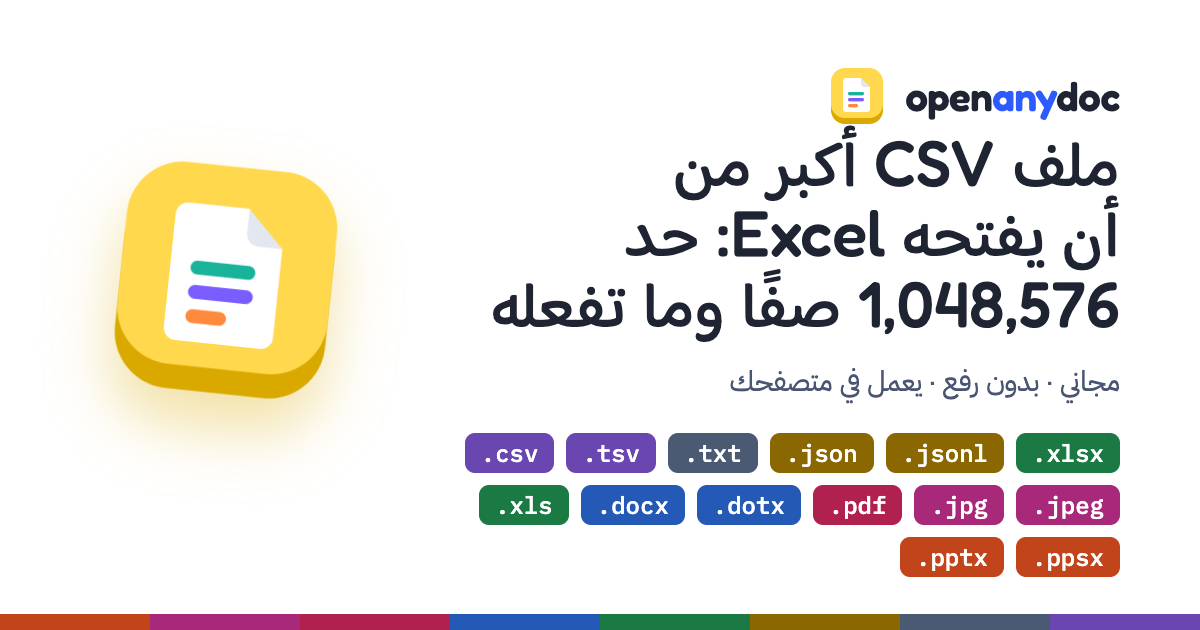 openanydoc
ملف CSV أكبر من
أن يفتحه Excel: حد
1,048,576 صفًا وما تفعله
مجاني · بدون رفع · يعمل في متصفحك
.xlsx .jsonl .json .txt .tsv .csv
.jpeg .jpg .pdf .dotx .docx .xls
.ppsx .pptx